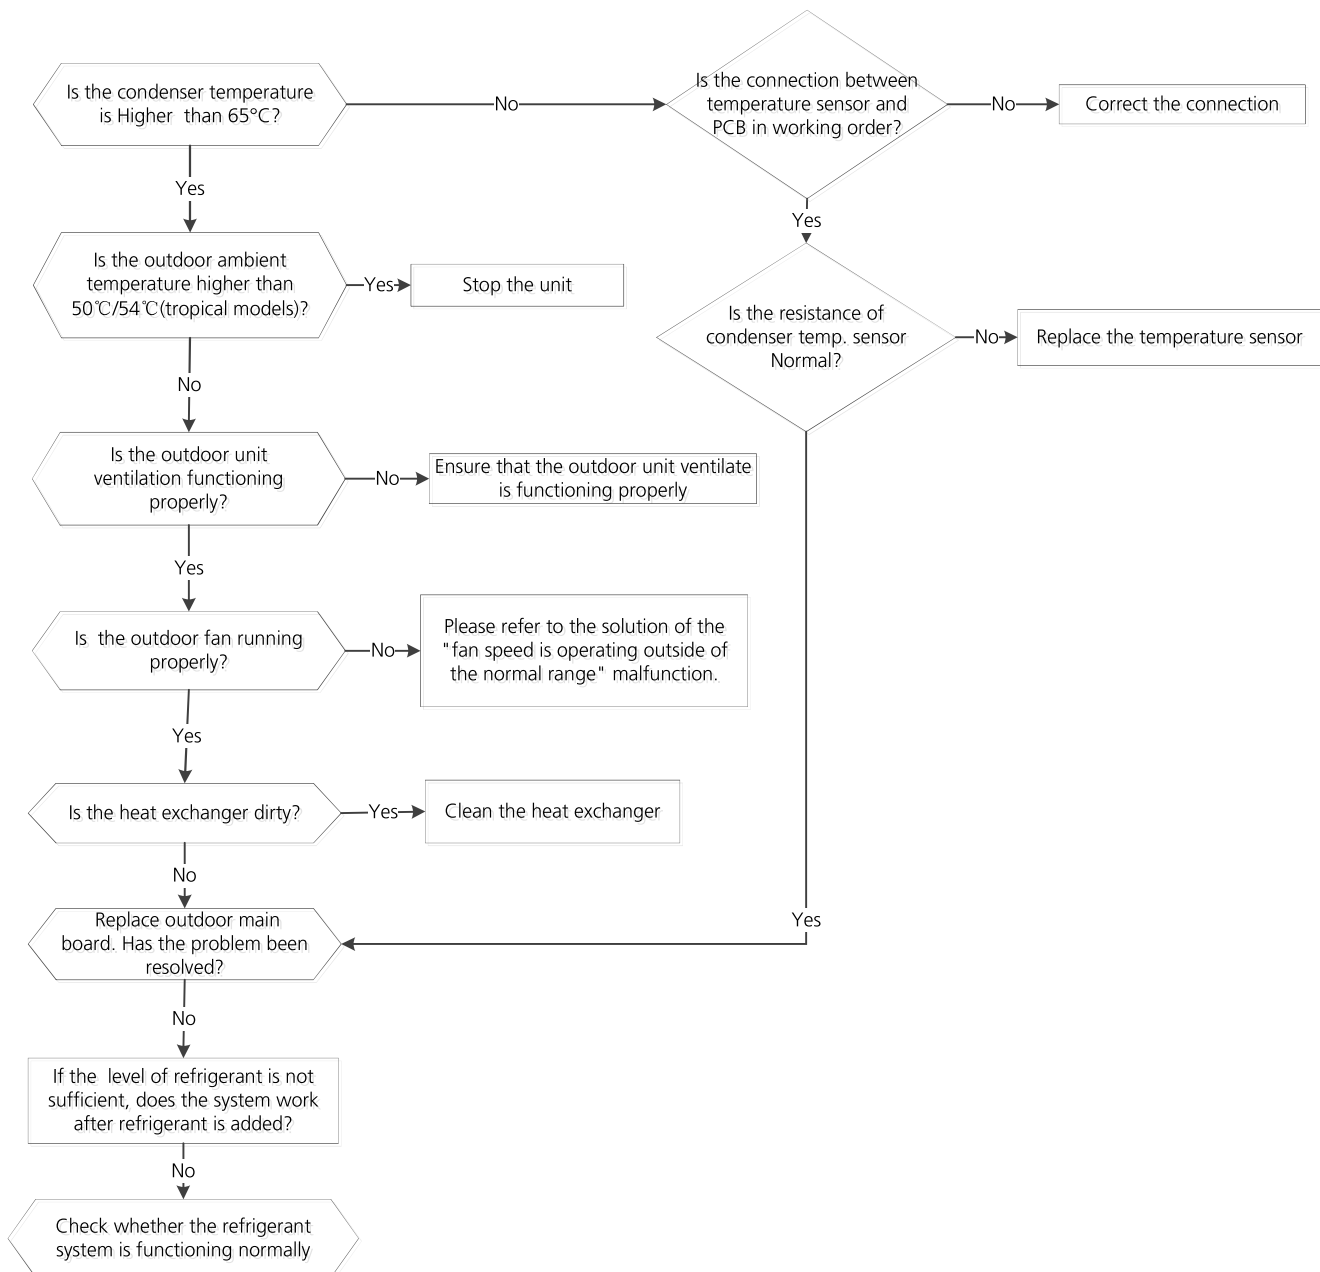 Is the condenser temperature
is Higher  than 65°C?
No
Is the connection between
temperature sensor and
PCB in working order?
No
Correct the connection
Yes
Yes
Is the outdoor ambient
temperature higher than
50℃/54℃(tropical models)?
Yes
Stop the unit
Is the resistance of
condenser temp. sensor
Normal?
No
Replace the temperature sensor
No
Is the outdoor unit
ventilation functioning
properly?
No
Ensure that the outdoor unit ventilate
is functioning properly
Yes
Is  the outdoor fan running
properly?
No
Please refer to the solution of the
"fan speed is operating outside of
the normal range" malfunction.
Yes
Is the heat exchanger dirty?
Yes
Clean the heat exchanger
No
Yes
Replace outdoor main
board. Has the problem been
resolved?
No
If the  level of refrigerant is not
sufficient, does the system work
after refrigerant is added?
No
Check whether the refrigerant
system is functioning normally